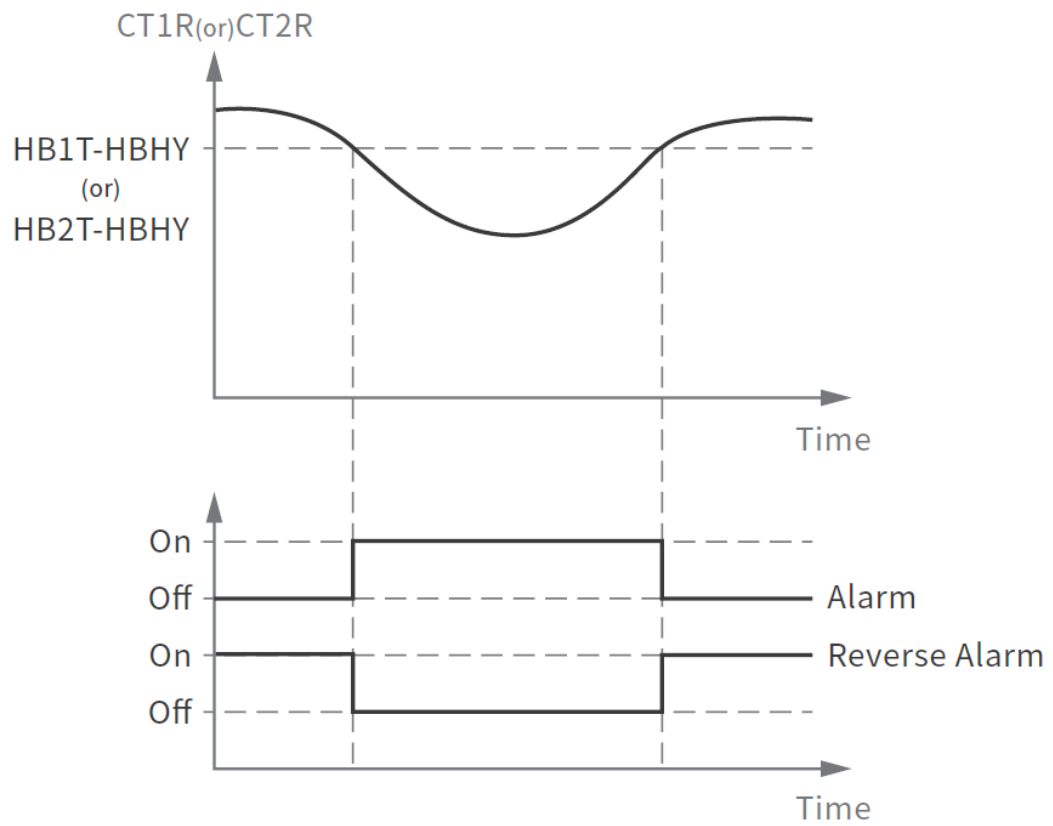 CT1R(or)CT2R
HB1T-HBHY
(or)
HB2T-HBHY
Time
On
Off
Alarm
On
Reverse Alarm
Off
Time